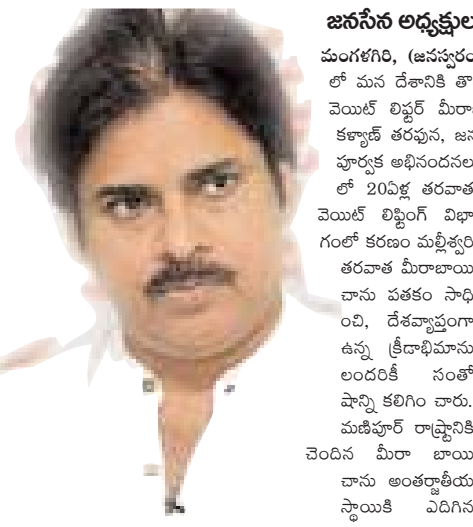 జనసేన అధ్యక్షుల
మంగళగిరి, (జనస్వరం
లో మన దేశానికి తొ
వెయిట్ లిఫ్టర్ మీరా
కళ్యాణ్ తరఫున, జన
పూర్వక అభినందనల
లో 20ఏళ్ల తరవాత
వెయిట్ లిఫ్టింగ్ విభా
గంలో కరణం మల్లీశ్వరి
తరవాత మీరాబాయి
చాను పతకం సాధి
ంచి, దేశవ్యాప్తంగా
ఉన్న క్రీడాభిమాను
లందరికీ సంతో
షాన్ని కలిగిం చారు.
మణిపూర్ రాష్ట్రానికి
చెందిన మీరా బాయి
చాను అంతర్జాతీయ
స్థాయికి ఎదిగిన